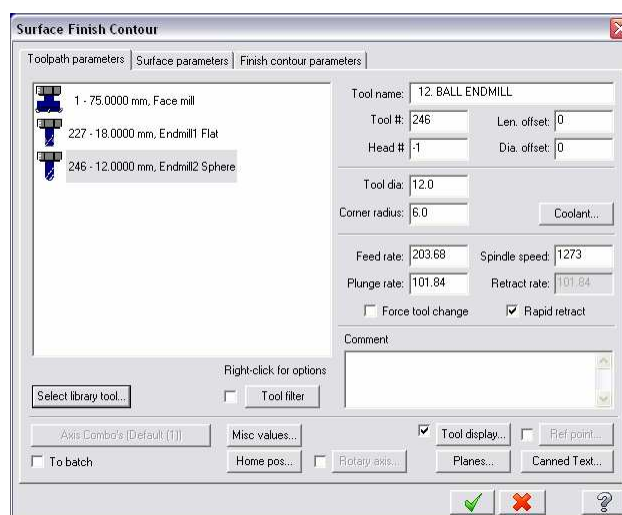 Surface Finish Contour
Toolpath parameters Surface parameters Finish contour parameters
1 - 75.0000 mm, Face mill
227 - 18.0000 mm, Endmill1 Flat
246 - 12.0000 mm, Endmill2 Sphere
Right-click for options
Select library tool... Tool filter
Tool name: 12. BALL ENDMILL
Tool #: 246 Len. offset: 0
Head # -1 Dia. offset: 0
Tool dia: 12.0
Corner radius: 6.0 Coolant...
Feed rate: 203.68 Spindle speed: 1273
Plunge rate: 101.84 Retract rate: 101.84
Force tool change Rapid retract
Comment
Axis Combo's (Default (1)) Misc values... Tool display... Ref point...
To batch Home pos... Rotary axis... Planes... Canned Text...
?